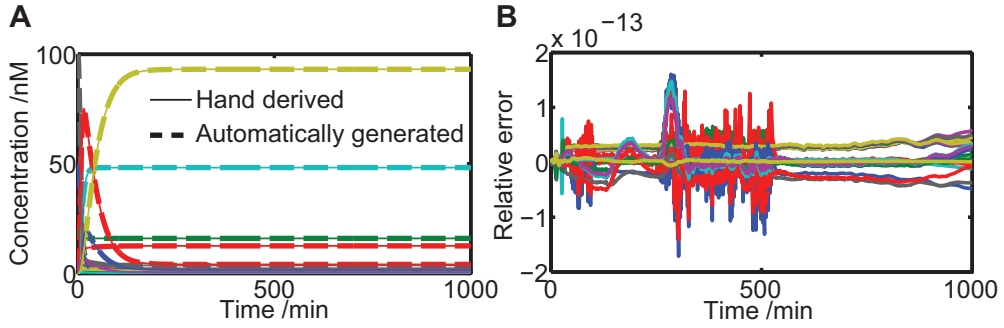 A
Concentration /nM
100
50
0
Hand derived
Automatically generated
0
500
1000
Time /min
B
x 10 −13
Relative error
2
1
0
−1
−2
0
500
1000
Time /min